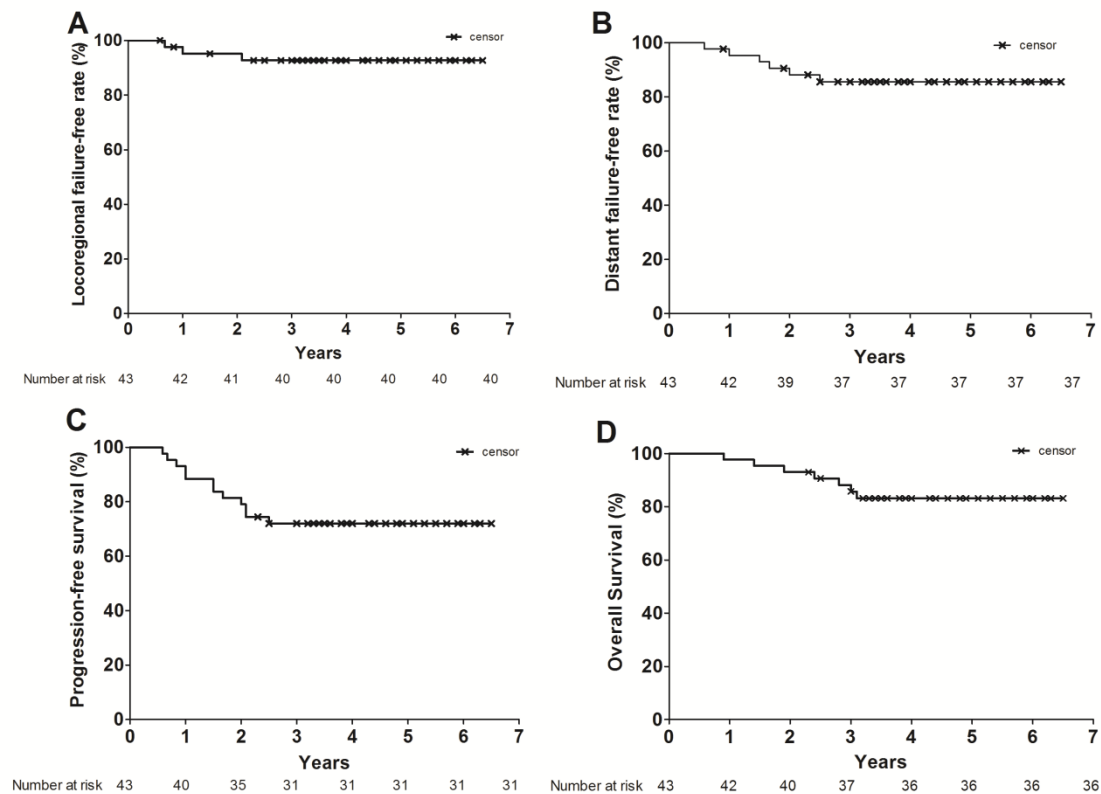 A
Locoregional failure-free rate (%)
censor
100
80
60
40
20
0
0 1 2 3 4 5 6 7
Years
Number at risk 43 42 41 40 40 40 40 40
B
Distant failure-free rate (%)
censor
100
80
60
40
20
0
0 1 2 3 4 5 6 7
Years
Number at risk 43 42 39 37 37 37 37 37
C
Progression-free survival (%)
censor
100
80
60
40
20
0
0 1 2 3 4 5 6 7
Years
Number at risk 43 40 35 31 31 31 31 31
D
Overall Survival (%)
censor
100
80
60
40
20
0
0 1 2 3 4 5 6 7
Years
Number at risk 43 42 40 37 36 36 36 36